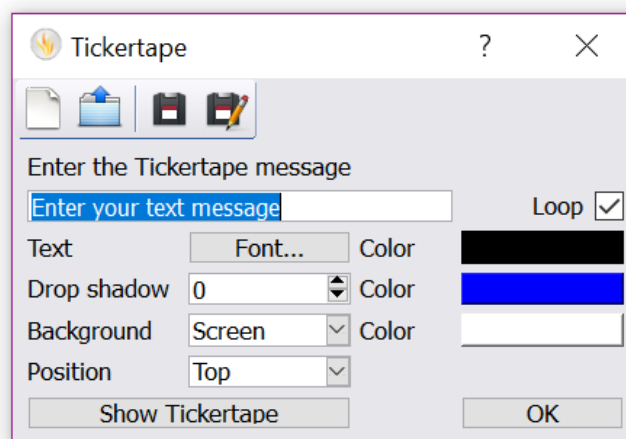 Tickertape ?
Enter the Tickertape message
Enter your text message Loop
Text Font... Color
Drop shadow 0 Color
Background Screen Color
Position Top
Show Tickertape OK